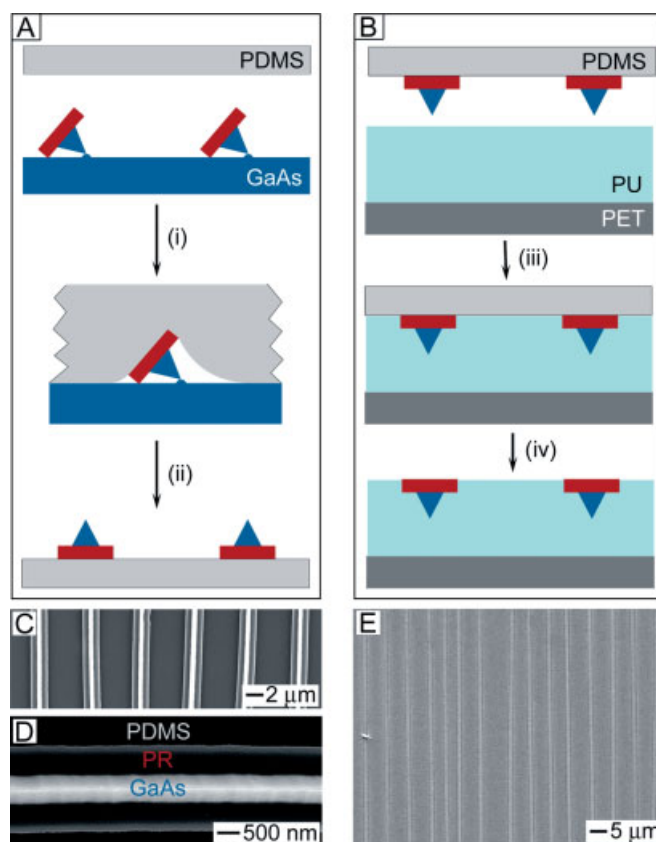 A
PDMS
GaAs
(i)
(ii)
B
PDMS
PU
PET
(iii)
(iv)
C
2 μm
D
PDMS
PR
GaAs
500 nm
E
5 μm